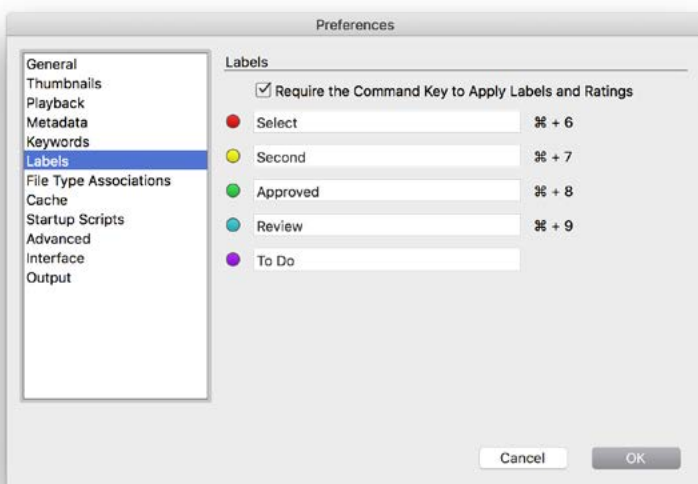 Preferences
General
Thumbnails
Playback
Metadata
Keywords
Labels
File Type Associations
Cache
Startup Scripts
Advanced
Interface
Output
Labels
Require the Command Key to Apply Labels and Ratings
Select ⌘ + 6
Second ⌘ + 7
Approved ⌘ + 8
Review ⌘ + 9
To Do
Cancel OK